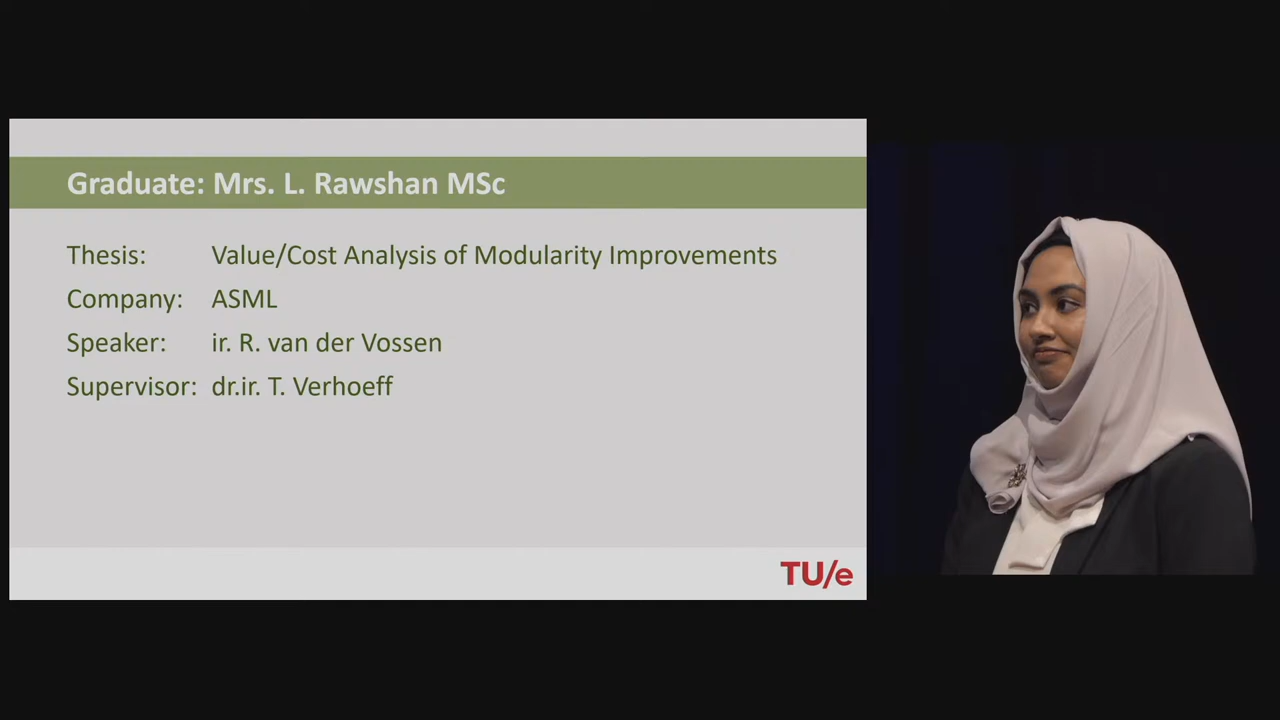 Graduate: Mrs. L. Rawshan MSc
Thesis: Value/Cost Analysis of Modularity Improvements
Company: ASML
Speaker: ir. R. van der Vossen
Supervisor: dr.ir. T. Verhoeff
TU/e